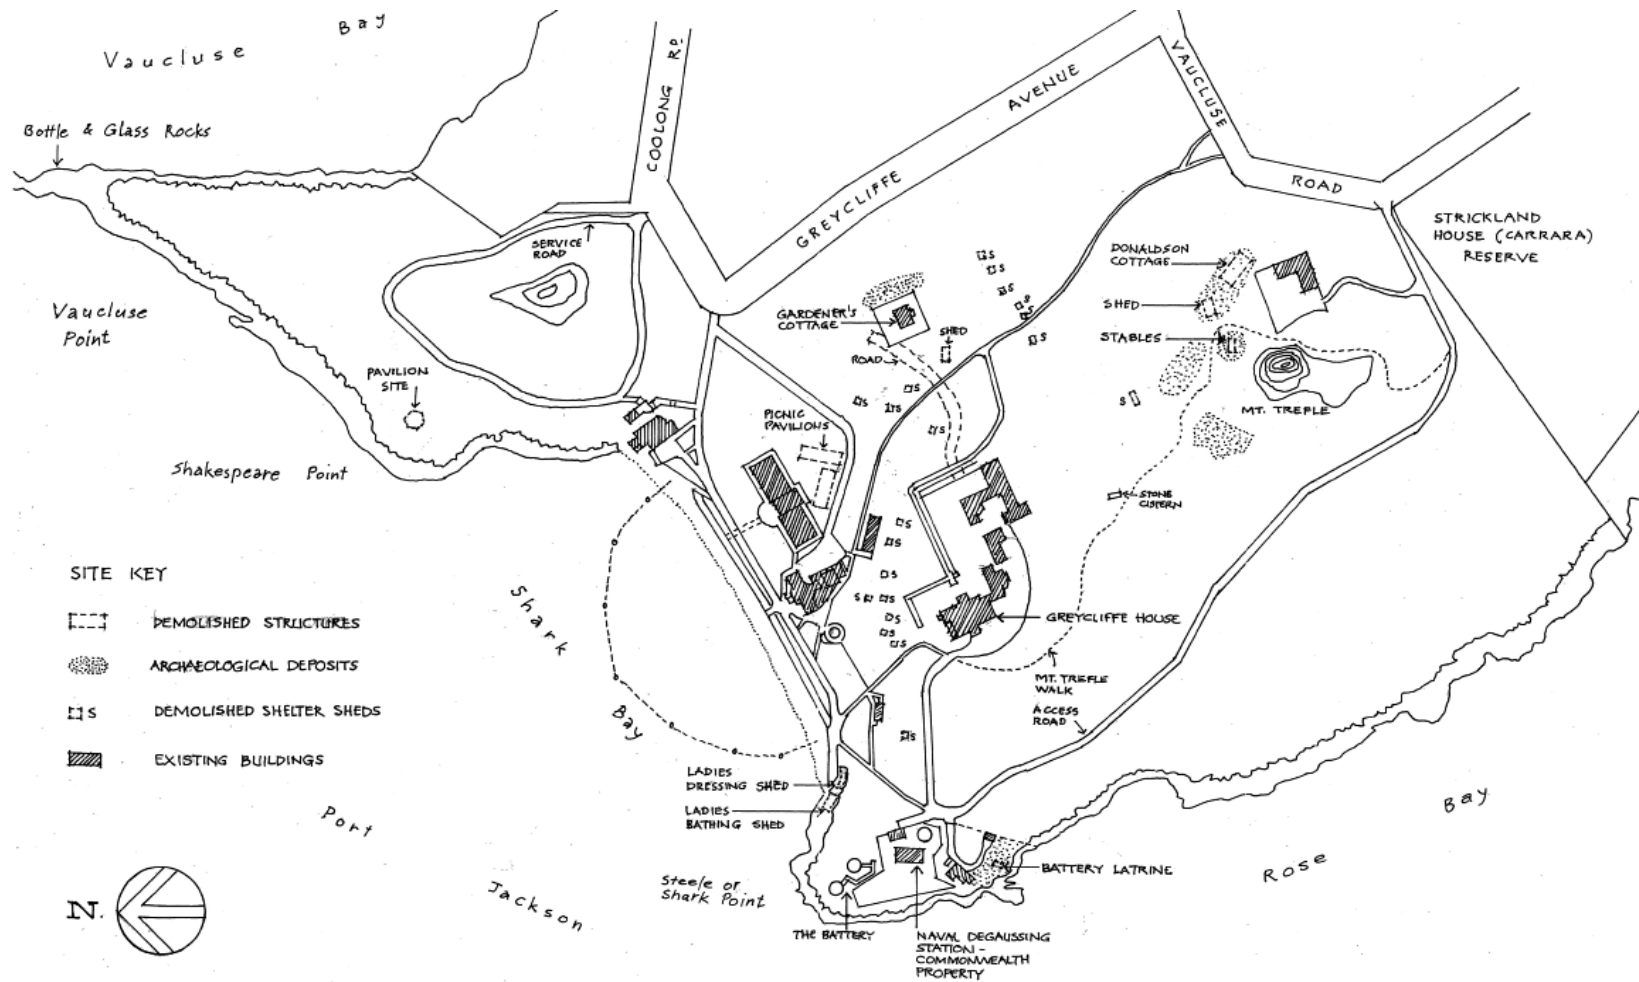 Vaucluse Bay
Bottle & Glass Rocks
COOLONG RD
GREYCLIFFE AVENUE
VAUCLUSE
ROAD
STRICKLAND
HOUSE (CARRARA)
RESERVE
SERVICE
ROAD
Vaucluse
Point
PAVILION
SITE
Shakespeare Point
GARDENER'S
COTTAGE
ROAD
SHED
DONALDSON
COTTAGE
SHED
STABLES
MT. TREFLE
S
S
S
S
S
S
S
S
S
S
S
PICNIC
PAVILIONS
STONE
CISTERN
S
S
S
S
S
S
S
S
S
GREYCLIFFE HOUSE
MT. TREFLE
WALK
ACCESS
ROAD
SITE KEY
DEMOLISHED STRUCTURES
ARCHAEOLOGICAL DEPOSITS
S DEMOLISHED SHELTER SHEDS
EXISTING BUILDINGS
Shark
Bay
LADIES
DRESSING SHED
LADIES
BATHING SHED
Port
Jackson
Steele or
Shark Point
THE BATTERY
NAVAL DEGAUSSING
STATION -
COMMONWEALTH
PROPERTY
BATTERY LATRINE
Rose Bay
N.